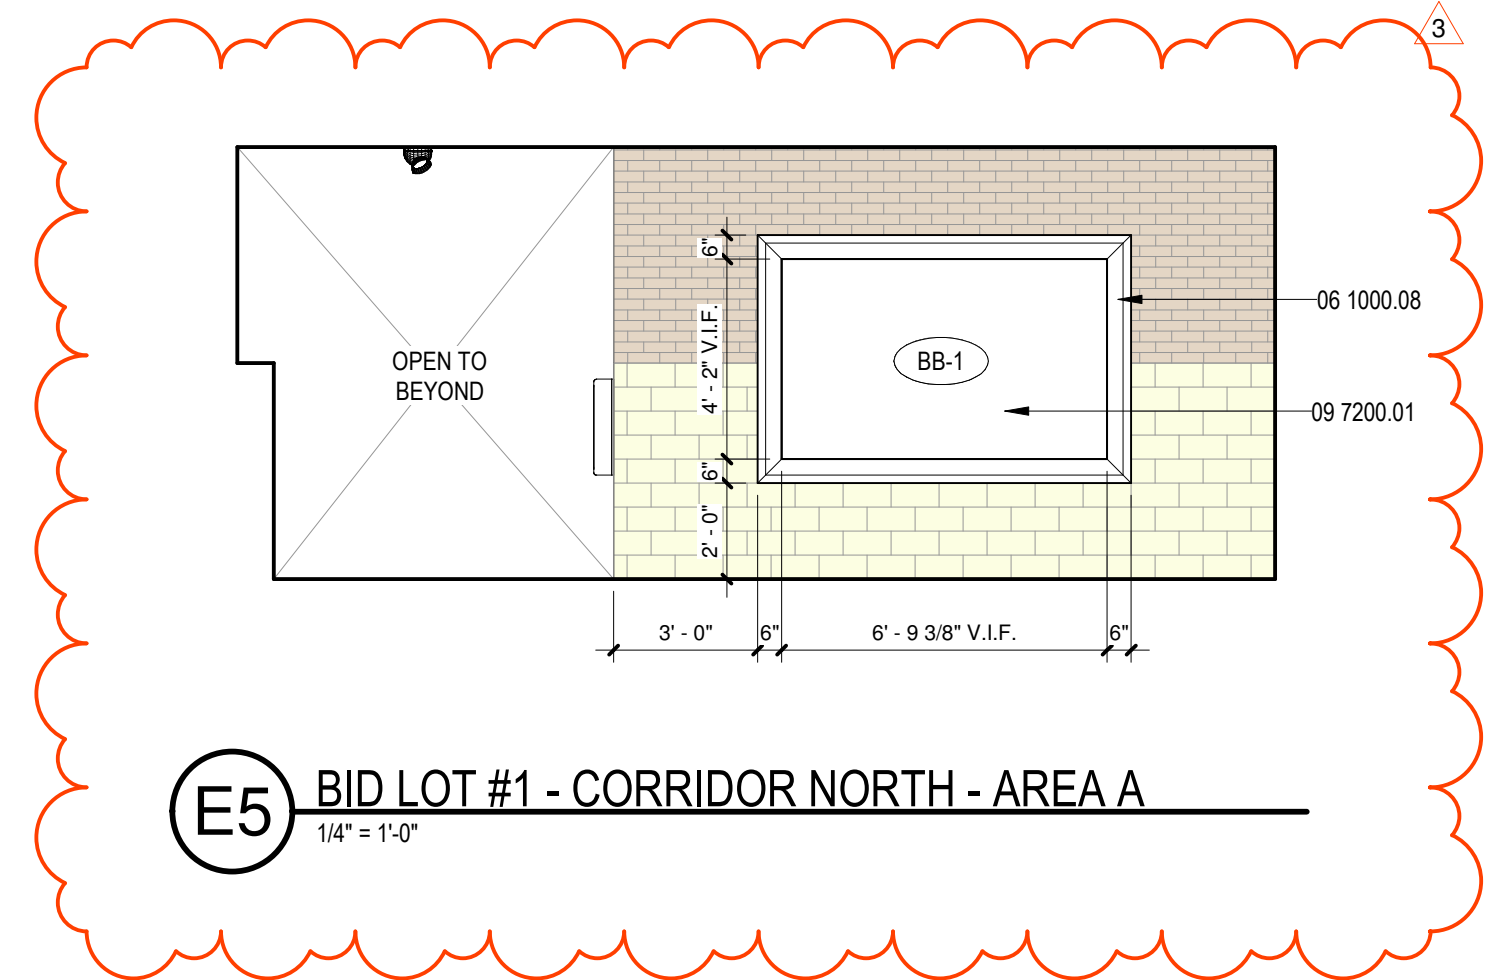 3
OPEN TO
BEYOND
6"
4' - 2" V.I.F.
6"
2' - 0"
BB-1
06 1000.08
09 7200.01
3' - 0"
6"
6' - 9 3/8" V.I.F.
6"
E5
BID LOT #1 - CORRIDOR NORTH - AREA A
1/4" = 1'-0"